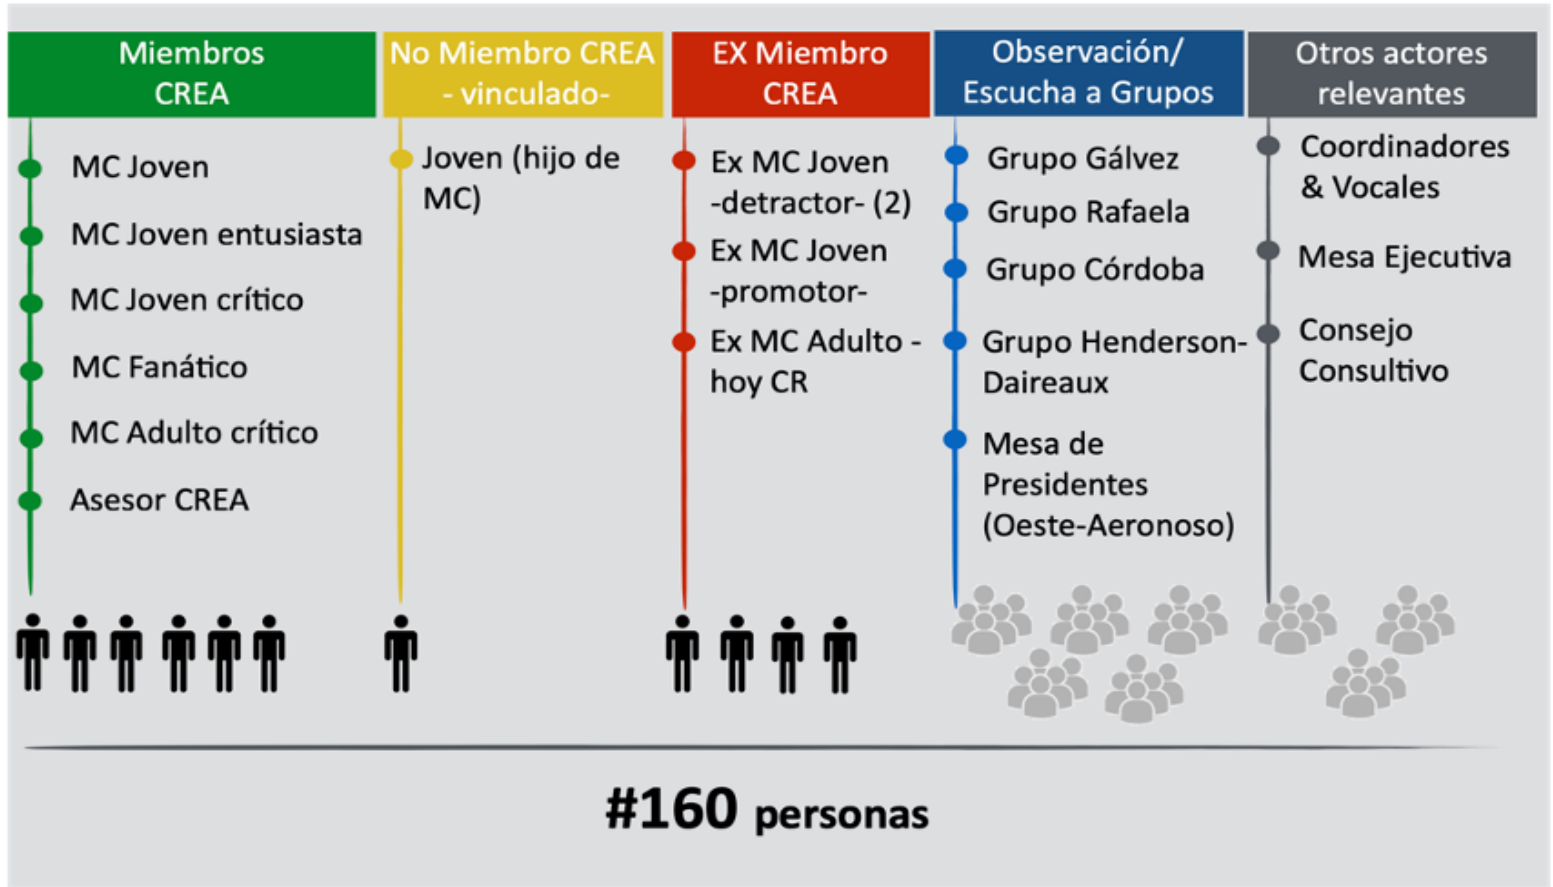 Miembros
CREA
MC Joven
MC Joven entusiasta
MC Joven crítico
MC Fanático
MC Adulto crítico
Asesor CREA
No Miembro CREA
- vinculado-
Joven (hijo de
MC)
EX Miembro
CREA
Ex MC Joven
-detractor- (2)
Ex MC Joven
-promotor-
Ex MC Adulto -
hoy CR
Observación/
Escucha a Grupos
Grupo Gálvez
Grupo Rafaela
Grupo Córdoba
Grupo Henderson-
Daireaux
Mesa de
Presidentes
(Oeste-Aeronoso)
Otros actores
relevantes
Coordinadores
& Vocales
Mesa Ejecutiva
Consejo
Consultivo
#160 personas